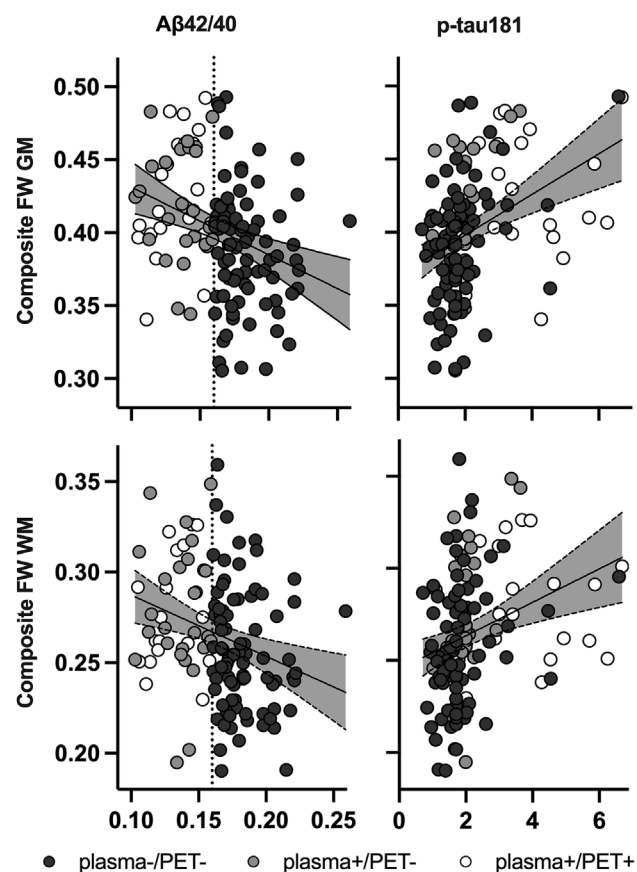 Aβ42/40
p-tau181
Composite FW GM
0.50
0.45
0.40
0.35
0.30
Composite FW WM
0.35
0.30
0.25
0.20
0.10 0.15 0.20 0.25
0 2 4 6
plasma-/PET- plasma+/PET- plasma+/PET+